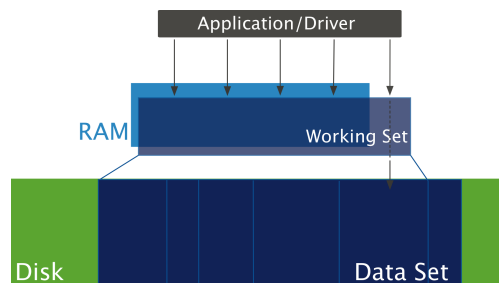 Application/Driver
RAM
Working Set
Disk
Data Set